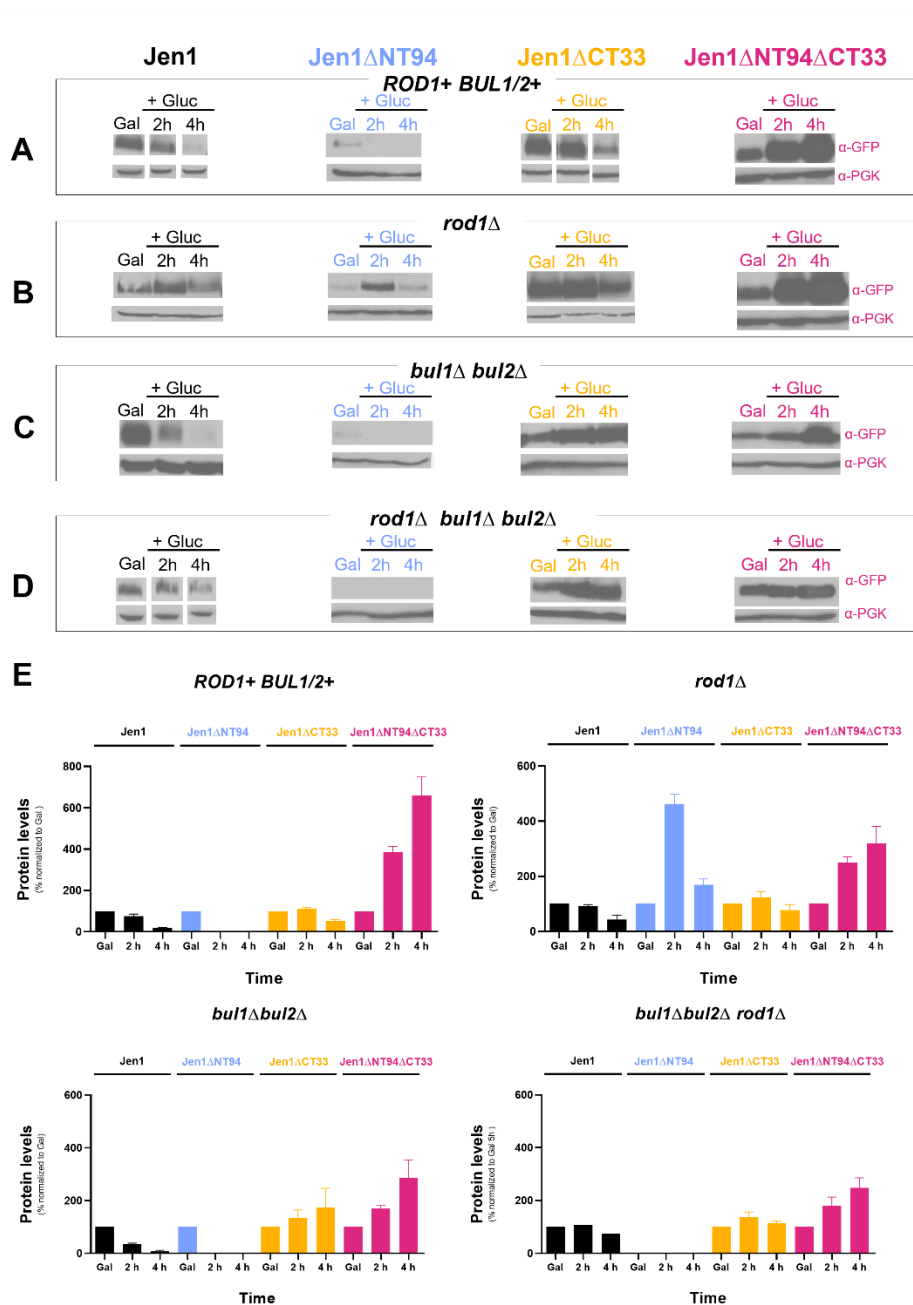 Jen1 Jen1ΔNT94 Jen1ΔCT33 Jen1ΔNT94ΔCT33
ROD1+ BUL1/2+
+ Gluc + Gluc + Gluc + Gluc
Gal 2h 4h Gal 2h 4h Gal 2h 4h Gal 2h 4h
A
α-GFP
α-PGK
rod1Δ
+ Gluc + Gluc + Gluc + Gluc
Gal 2h 4h Gal 2h 4h Gal 2h 4h Gal 2h 4h
B
α-GFP
α-PGK
bul1Δ bul2Δ
+ Gluc + Gluc + Gluc + Gluc
Gal 2h 4h Gal 2h 4h Gal 2h 4h Gal 2h 4h
C
α-GFP
α-PGK
rod1Δ bul1Δ bul2Δ
+ Gluc + Gluc + Gluc + Gluc
Gal 2h 4h Gal 2h 4h Gal 2h 4h Gal 2h 4h
D
α-GFP
α-PGK
E
ROD1+ BUL1/2+
Jen1 Jen1ΔNT94 Jen1ΔCT33 Jen1ΔNT94ΔCT33
Protein levels
(% normalized to Gal )
800
600
400
200
100
0
Gal 2 h 4 h Gal 2 h 4 h Gal 2 h 4 h Gal 2 h 4 h
Time
rod1Δ
Jen1 Jen1ΔNT94 Jen1ΔCT33 Jen1ΔNT94ΔCT33
Protein levels
(% normalized to Gal)
600
400
200
100
0
Gal 2 h 4 h Gal 2 h 4 h Gal 2 h 4 h Gal 2 h 4 h
Time
bul1Δbul2Δ
Jen1 Jen1ΔNT94 Jen1ΔCT33 Jen1ΔNT94ΔCT33
Protein levels
(% normalized to Gal)
600
400
200
100
0
Gal 2 h 4 h Gal 2 h 4 h Gal 2 h 4 h Gal 2 h 4 h
Time
bul1Δbul2Δ rod1Δ
Jen1 Jen1ΔNT94 Jen1ΔCT33 Jen1ΔNT94ΔCT33
Protein levels
(% normalized to Gal 5h )
600
400
200
100
0
Gal 2 h 4 h Gal 2 h 4 h Gal 2 h 4 h Gal 2 h 4 h
Time